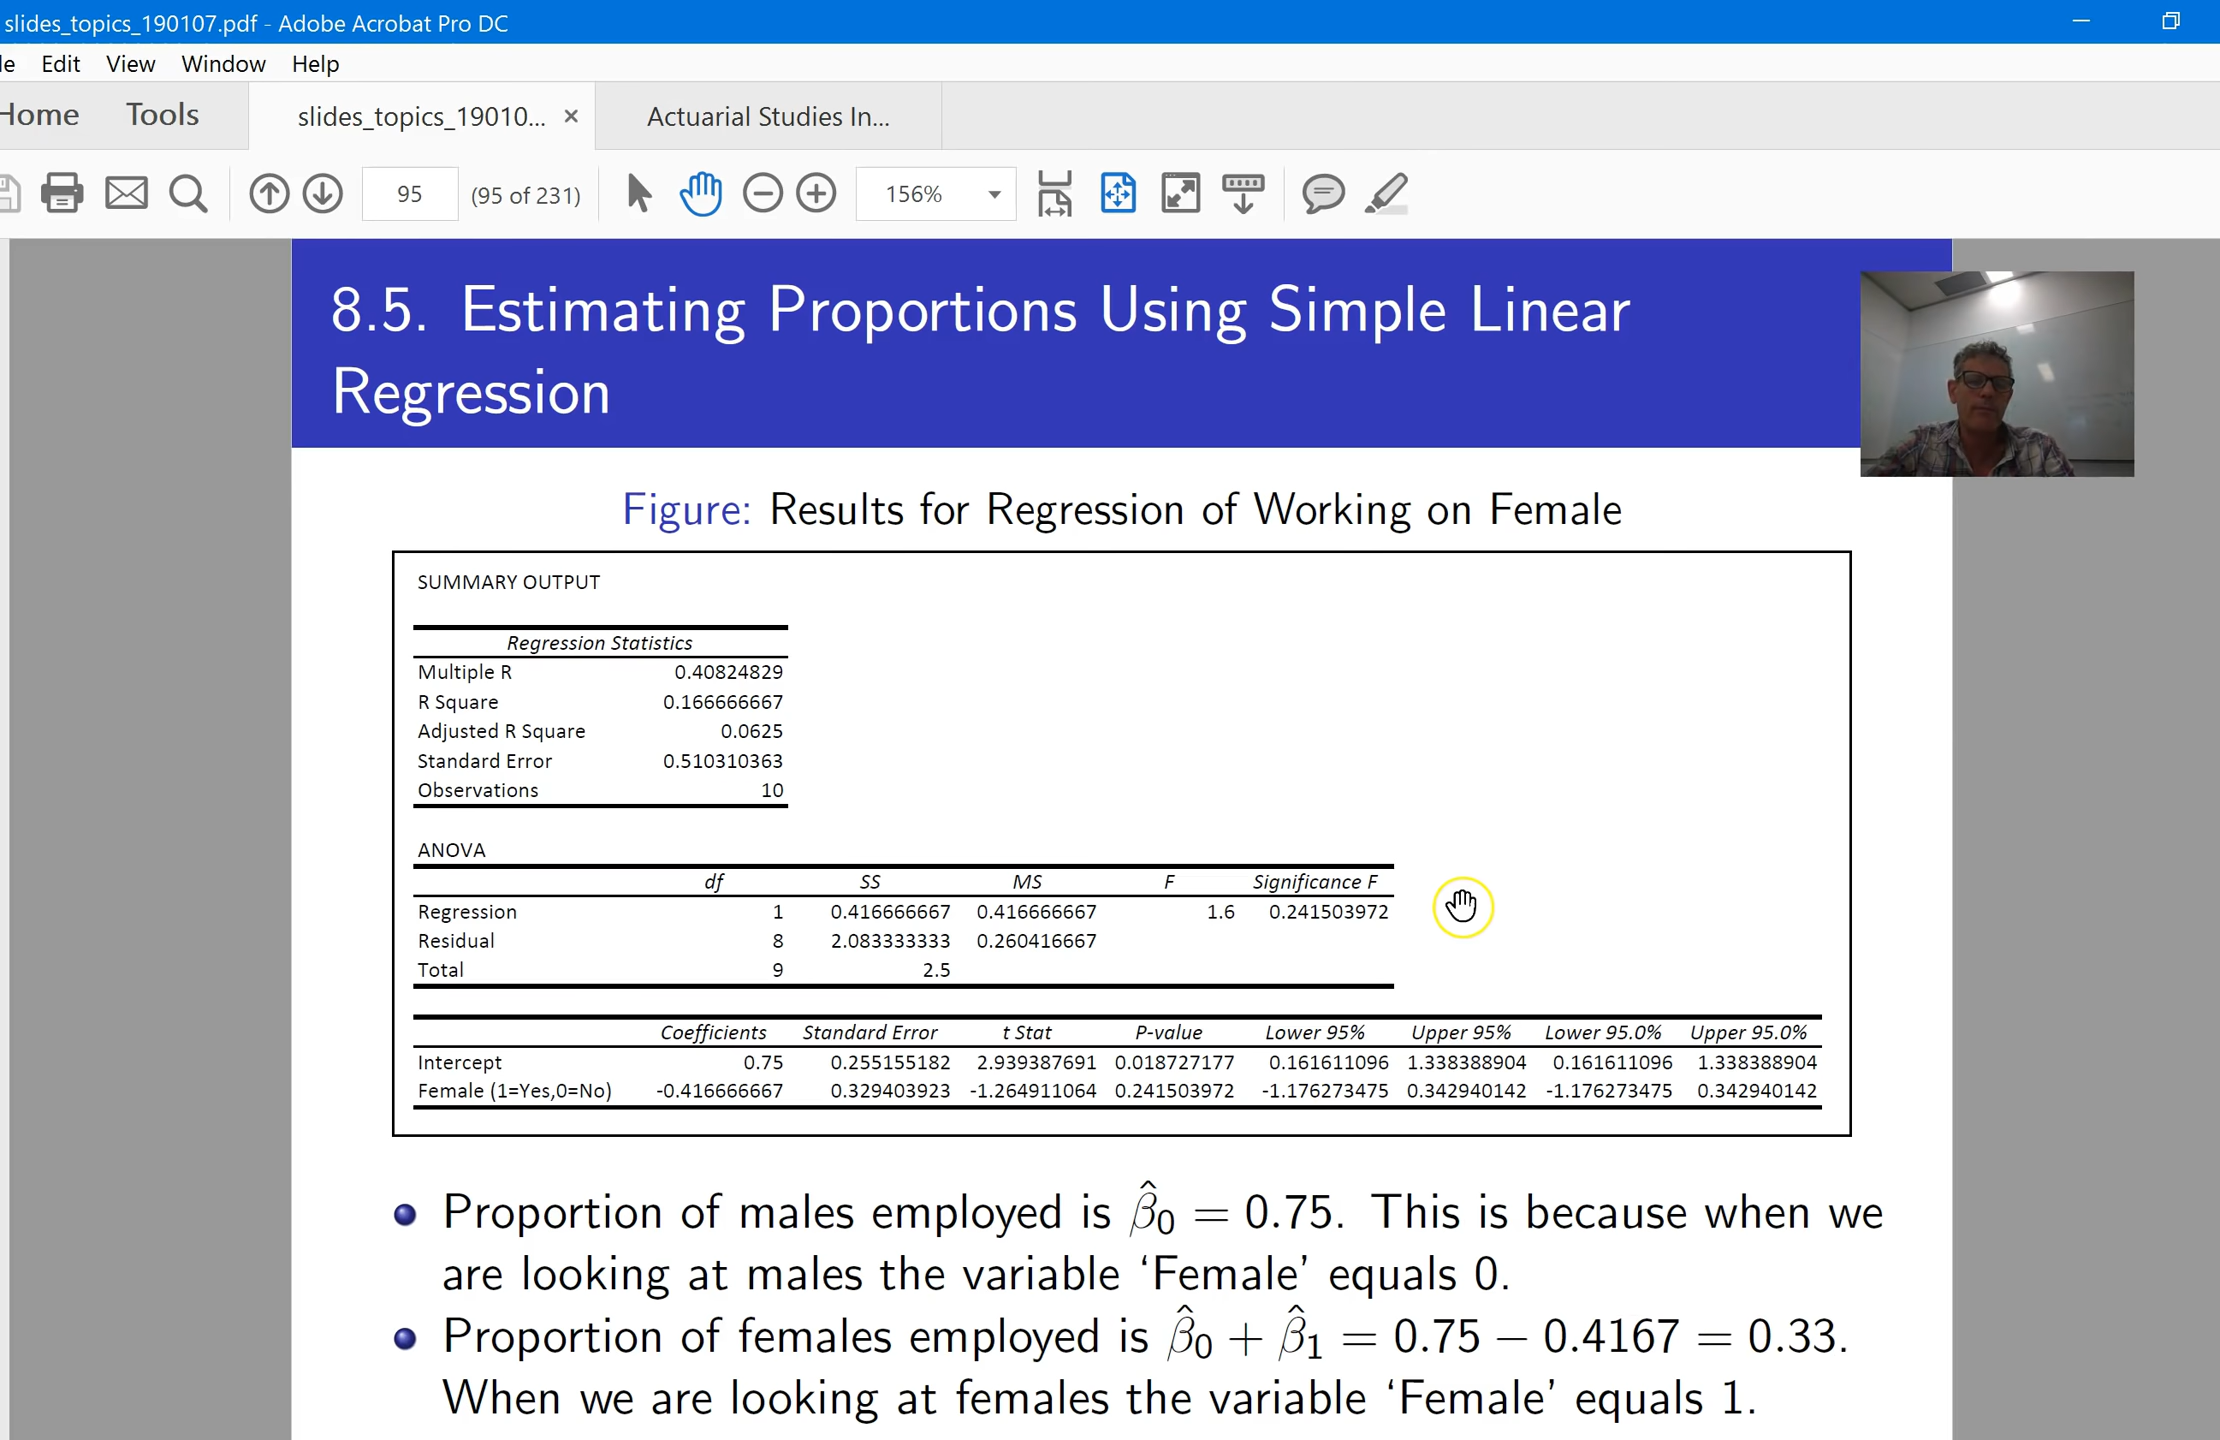 slides_topics_190107.pdf - Adobe Acrobat Pro DC
le Edit View Window Help
Home Tools slides_topics_19010... × Actuarial Studies In...
95 (95 of 231) 156%
8.5. Estimating Proportions Using Simple Linear
Regression
Figure: Results for Regression of Working on Female
SUMMARY OUTPUT
Regression Statistics
Multiple R 0.40824829
R Square 0.166666667
Adjusted R Square 0.0625
Standard Error 0.510310363
Observations 10
ANOVA
df SS MS F Significance F
Regression 1 0.416666667 0.416666667 1.6 0.241503972
Residual 8 2.083333333 0.260416667
Total 9 2.5
Coefficients Standard Error t Stat P-value Lower 95% Upper 95% Lower 95.0% Upper 95.0%
Intercept 0.75 0.255155182 2.939387691 0.018727177 0.161611096 1.338388904 0.161611096 1.338388904
Female (1=Yes,0=No) -0.416666667 0.329403923 -1.264911064 0.241503972 -1.176273475 0.342940142 -1.176273475 0.342940142
Proportion of males employed is β̂₀ = 0.75. This is because when we
are looking at males the variable ‘Female’ equals 0.
Proportion of females employed is β̂₀ + β̂₁ = 0.75 − 0.4167 = 0.33.
When we are looking at females the variable ‘Female’ equals 1.